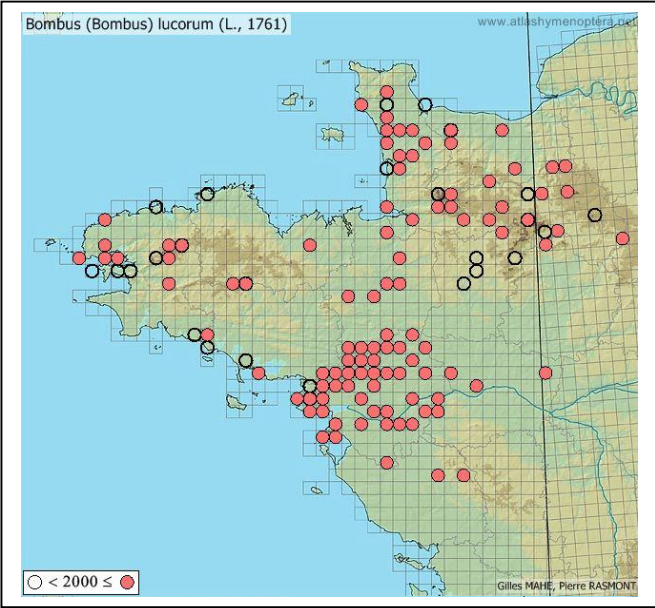 Bombus (Bombus) lucorum (L., 1761)
www.atlashymenoptera.net
< 2000 ≤
Gilles MAHE, Pierre RASMONT